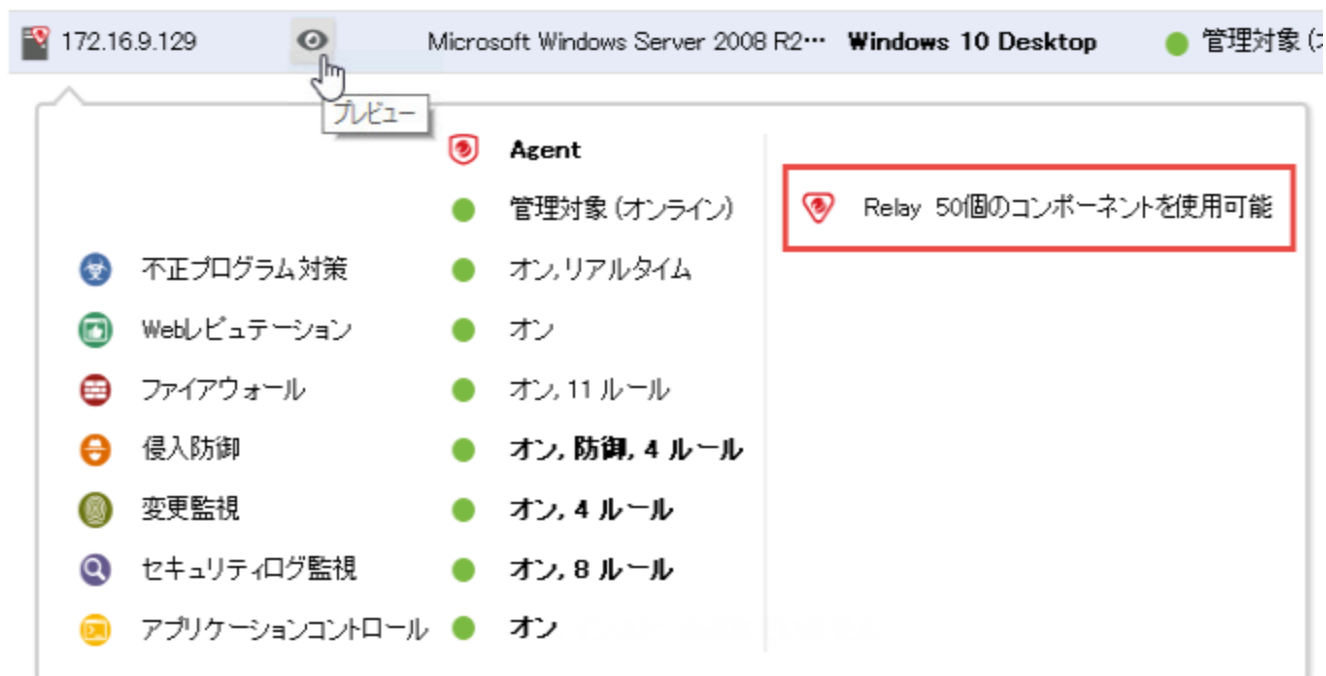 172.16.9.129 Microsoft Windows Server 2008 R2… Windows 10 Desktop 管理対象 (
プレビュー
Agent
管理対象 (オンライン) Relay 50個のコンポーネントを使用可能
不正プログラム対策 オン, リアルタイム
Webレピュテーション オン
ファイアウォール オン, 11 ルール
侵入防御 オン, 防御, 4 ルール
変更監視 オン, 4 ルール
セキュリティログ監視 オン, 8 ルール
アプリケーションコントロール オン